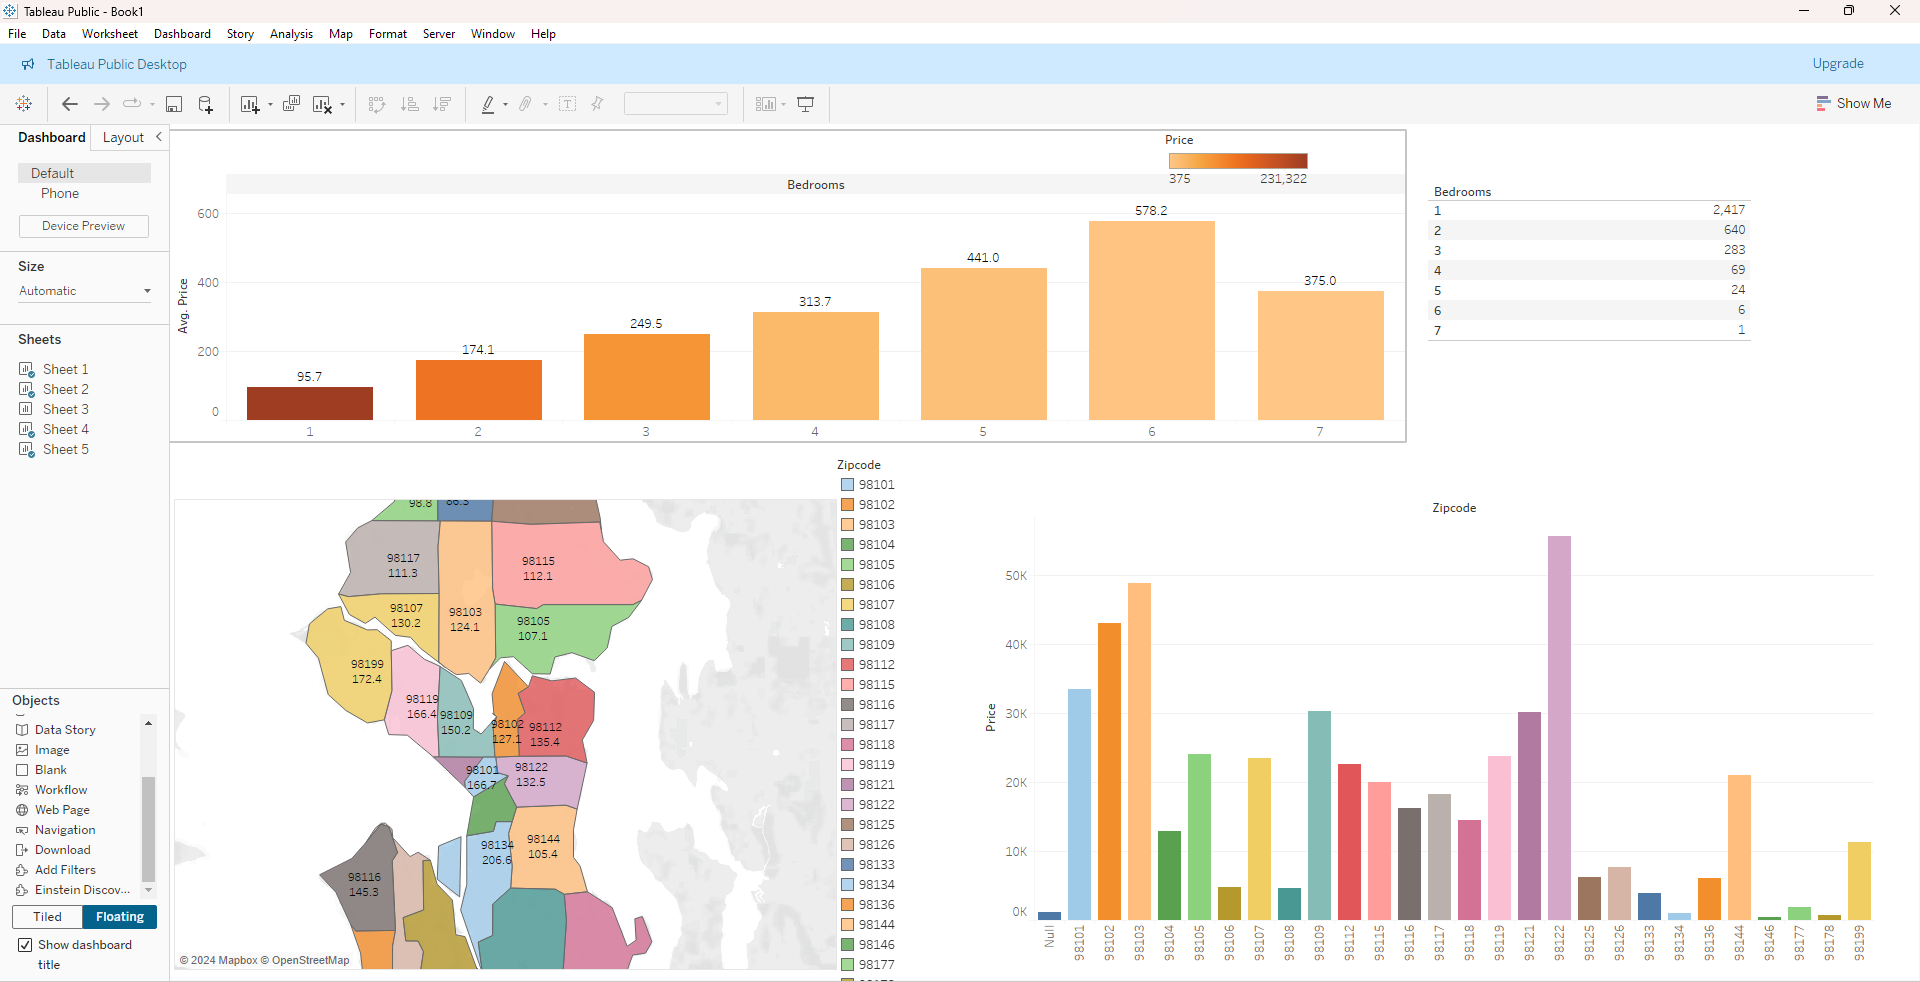 Tableau Public - Book1
File Data Worksheet Dashboard Story Analysis Map Format Server Window Help
Tableau Public Desktop Upgrade
Show Me
Dashboard Layout
Default
Phone
Device Preview
Size
Automatic
Sheets
Sheet 1
Sheet 2
Sheet 3
Sheet 4
Sheet 5
Objects
Data Story
Image
Blank
Workflow
Web Page
Navigation
Download
Add Filters
Einstein Discov...
Tiled Floating
Show dashboard
title
Price
375 231,322
Bedrooms
Avg. Price
600
400
200
0
95.7
174.1
249.5
313.7
441.0
578.2
375.0
1 2 3 4 5 6 7
Bedrooms
1 2,417
2 640
3 283
4 69
5 24
6 6
7 1
98.8
86.3
98117
111.3
98115
112.1
98107
130.2
98103
124.1
98105
107.1
98199
172.4
98119
166.4
98109
150.2
98102
127.1
98112
135.4
98101
166.7
98122
132.5
98134
206.6
98144
105.4
98116
145.3
© 2024 Mapbox © OpenStreetMap
Zipcode
98101
98102
98103
98104
98105
98106
98107
98108
98109
98112
98115
98116
98117
98118
98119
98121
98122
98125
98126
98133
98134
98136
98144
98146
98177
Zipcode
Price
50K
40K
30K
20K
10K
0K
Null 98101 98102 98103 98104 98105 98106 98107 98108 98109 98112 98115 98116 98117 98118 98119 98121 98122 98125 98126 98133 98134 98136 98144 98146 98177 98178 98199